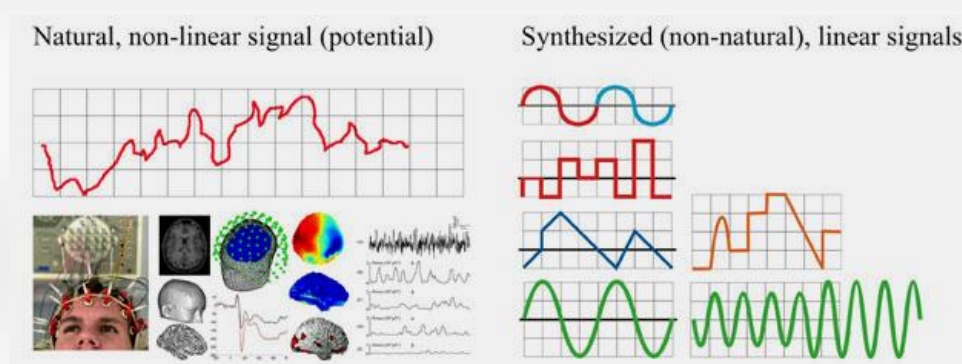 Natural, non-linear signal (potential)
Synthesized (non-natural), linear signals